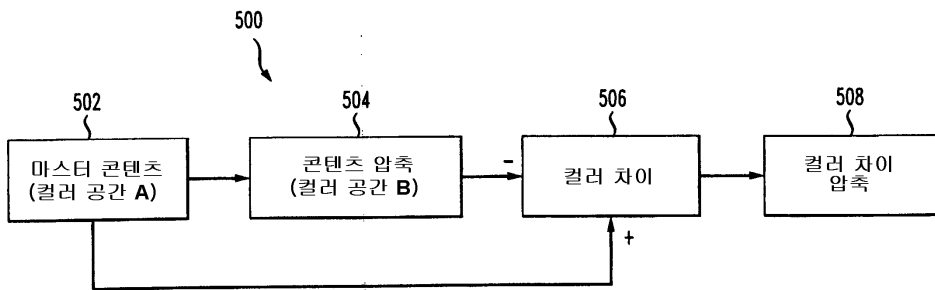 500
502
504
506
508
마스터 콘텐츠
(컬러 공간 A)
콘텐츠 압축
(컬러 공간 B)
-
컬러 차이
컬러 차이
압축
+